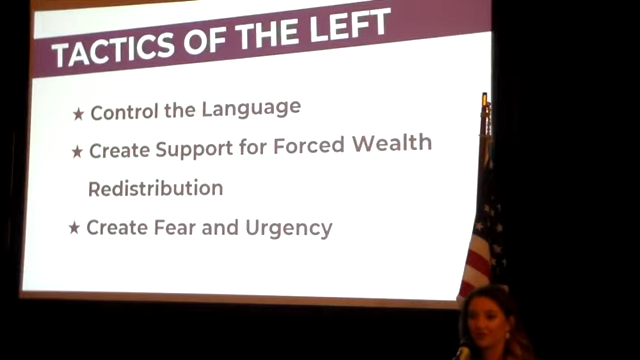 TACTICS OF THE LEFT
★ Control the Language
★ Create Support for Forced Wealth
Redistribution
★ Create Fear and Urgency